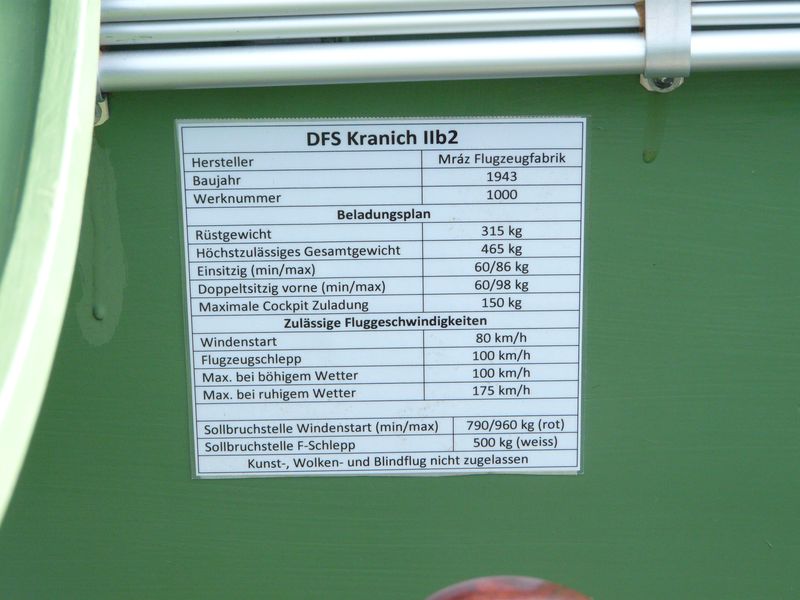 DFS Kranich IIb2
Hersteller Mráz Flugzeugfabrik
Baujahr 1943
Werknummer 1000
Beladungsplan
Rüstgewicht 315 kg
Höchstzulässiges Gesamtgewicht 465 kg
Einsitzig (min/max) 60/86 kg
Doppeltsitzig vorne (min/max) 60/98 kg
Maximale Cockpit Zuladung 150 kg
Zulässige Fluggeschwindigkeiten
Windenstart 80 km/h
Flugzeugschlepp 100 km/h
Max. bei böhigem Wetter 100 km/h
Max. bei ruhigem Wetter 175 km/h
Sollbruchstelle Windenstart (min/max) 790/960 kg (rot)
Sollbruchstelle F-Schlepp 500 kg (weiss)
Kunst-, Wolken- und Blindflug nicht zugelassen